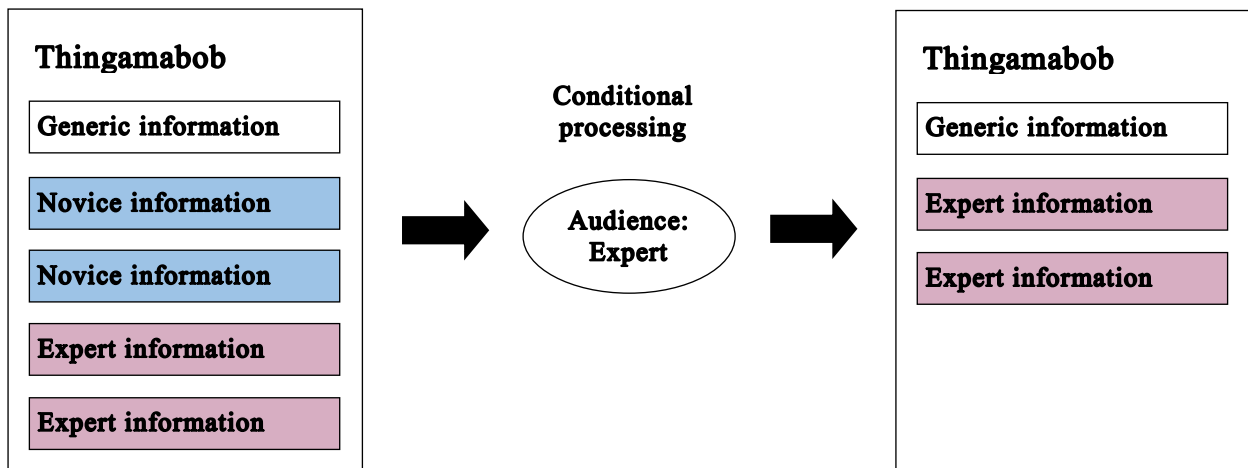 Thingamabob
Generic information
Novice information
Novice information
Expert information
Expert information
Conditional
processing
Audience:
Expert
Thingamabob
Generic information
Expert information
Expert information